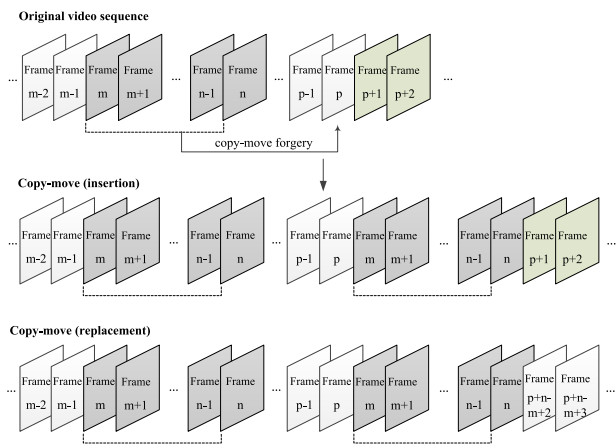 Original video sequence
... Frame m-2 Frame m-1 Frame m Frame m+1 ... Frame n-1 Frame n ... Frame p-1 Frame p Frame p+1 Frame p+2 ...
copy-move forgery
Copy-move (insertion)
... Frame m-2 Frame m-1 Frame m Frame m+1 ... Frame n-1 Frame n ... Frame p-1 Frame p Frame m Frame m+1 ... Frame n-1 Frame n Frame p+1 Frame p+2 ...
Copy-move (replacement)
... Frame m-2 Frame m-1 Frame m Frame m+1 ... Frame n-1 Frame n ... Frame p-1 Frame p Frame m Frame m+1 ... Frame n-1 Frame n Frame p+n-m+2 Frame p+n-m+3 ...